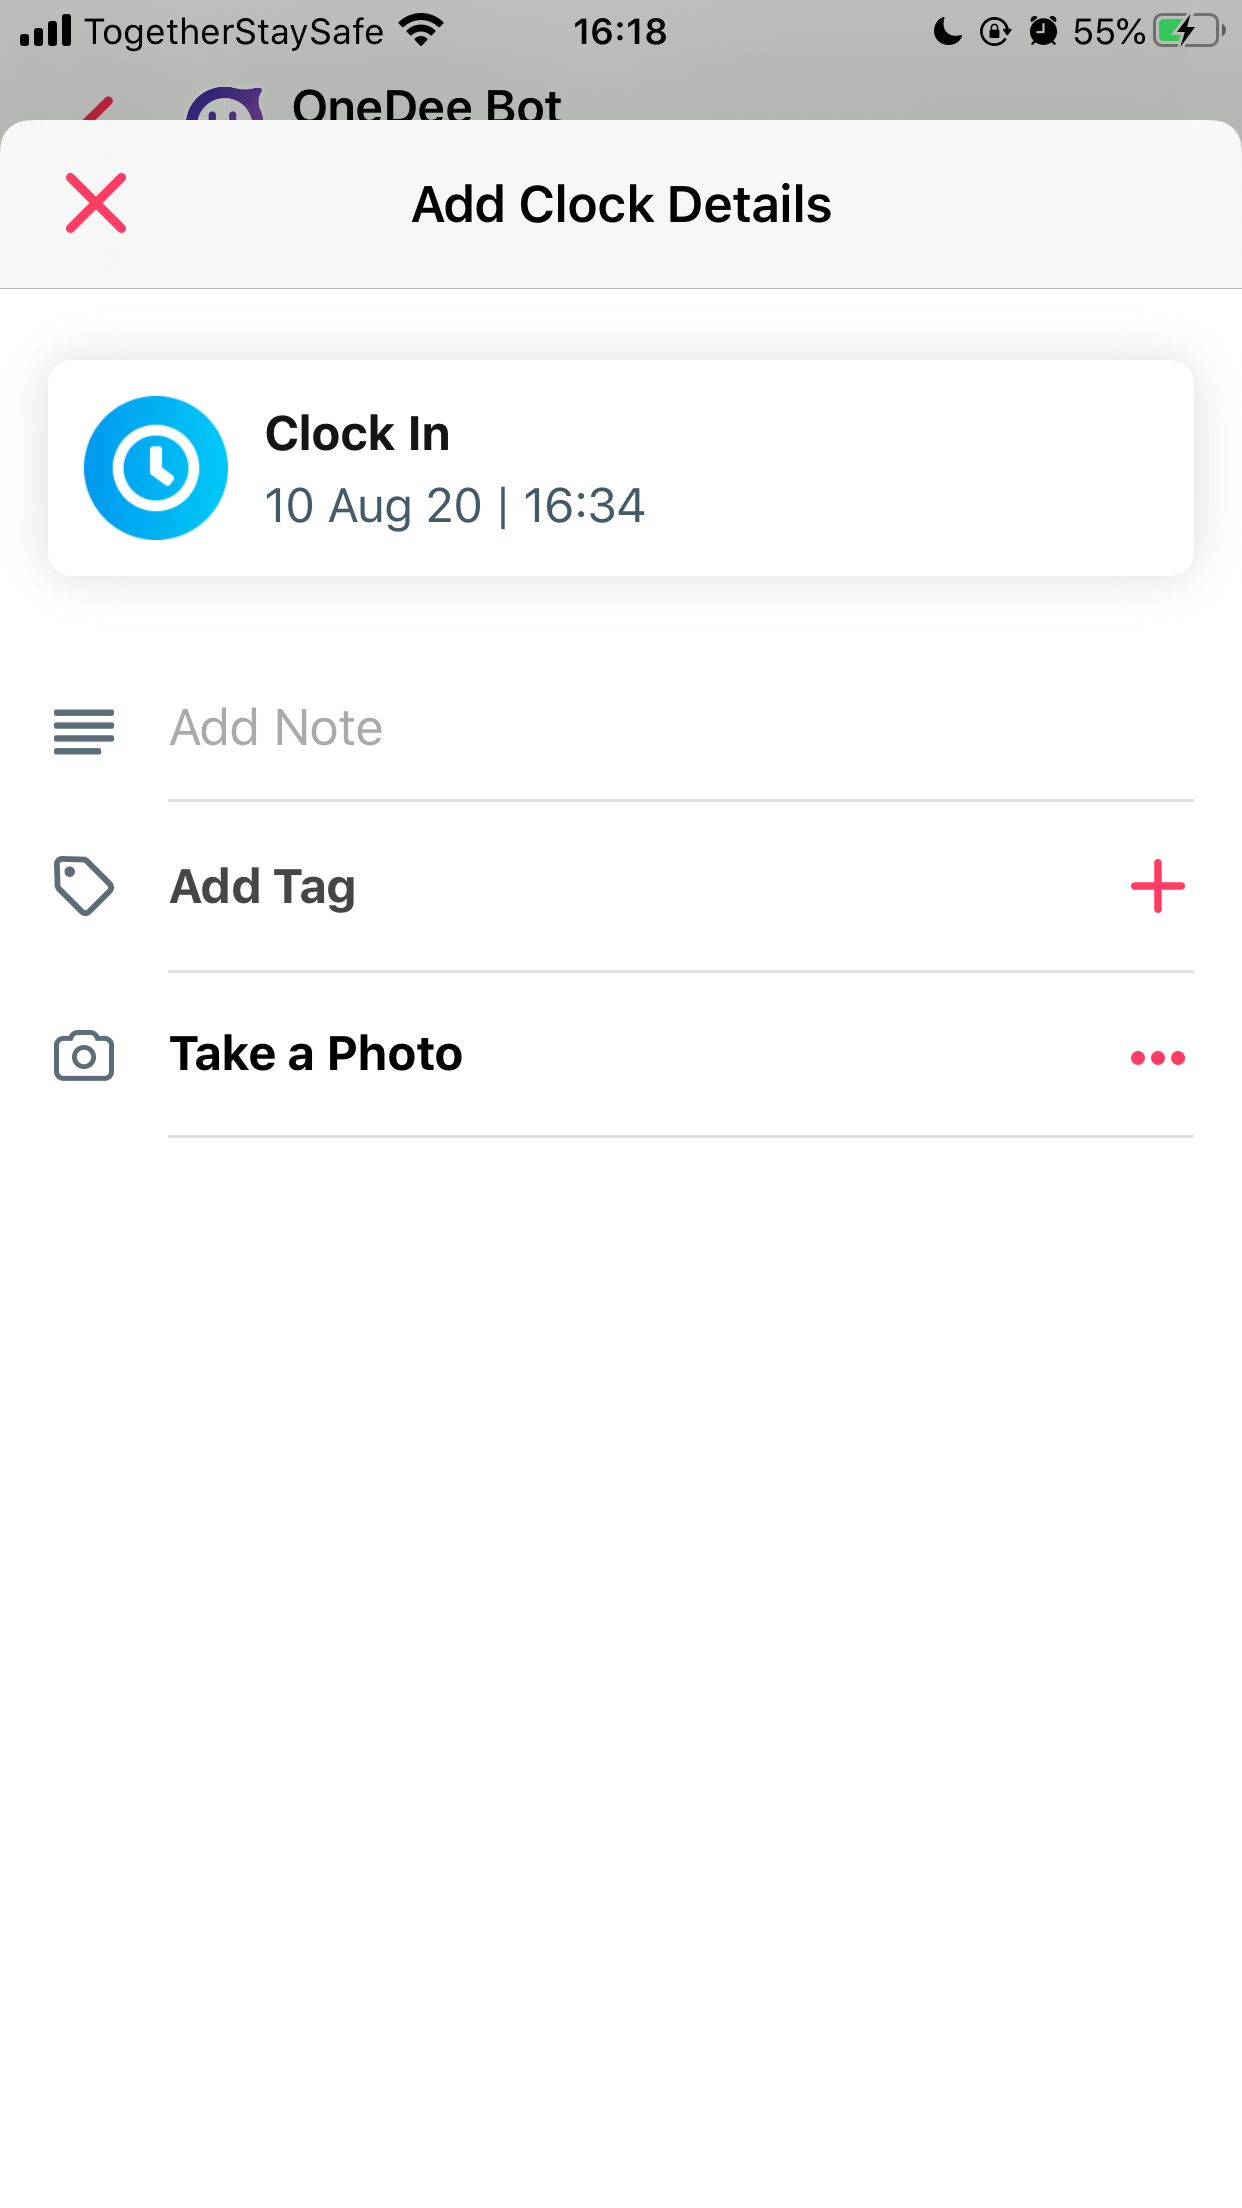 TogetherStaySafe 16:18 55%
OneDee Bot
Add Clock Details
Clock In
10 Aug 20 | 16:34
Add Note
Add Tag
Take a Photo